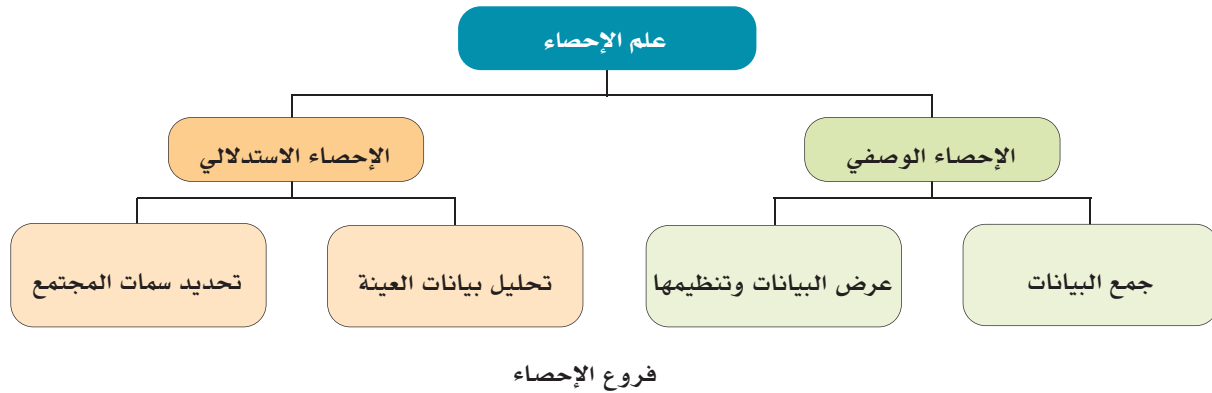 علم الإحصاء
الإحصاء الوصفي
الإحصاء الاستدلالي
جمع البيانات
عرض البيانات وتنظيمها
تحليل بيانات العينة
تحديد سمات المجتمع
فروع الإحصاء